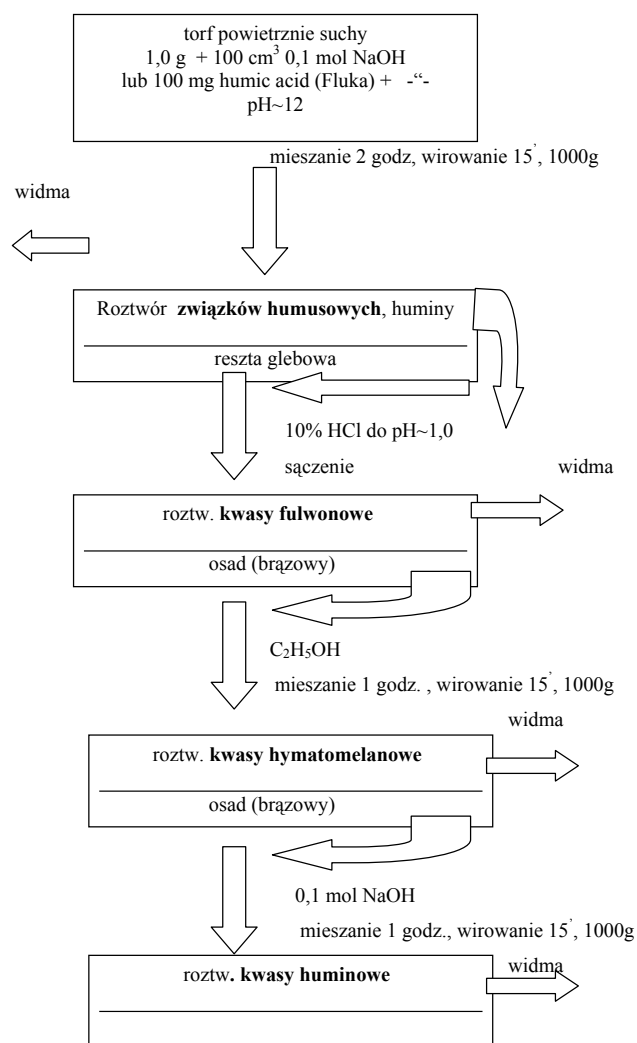 torf powietrznie suchy
1,0 g + 100 cm³ 0,1 mol NaOH
lub 100 mg humic acid (Fluka) + -“-
pH~12
mieszanie 2 godz, wirowanie 15’, 1000g
widma
Roztwór związków humusowych, huminy
reszta glebowa
10% HCl do pH~1,0
sączenie
widma
roztw. kwasy fulwonowe
osad (brązowy)
C₂H₅OH
mieszanie 1 godz. , wirowanie 15’, 1000g
widma
roztw. kwasy hymatomelanowe
osad (brązowy)
0,1 mol NaOH
mieszanie 1 godz., wirowanie 15’, 1000g
widma
roztw. kwasy huminowe